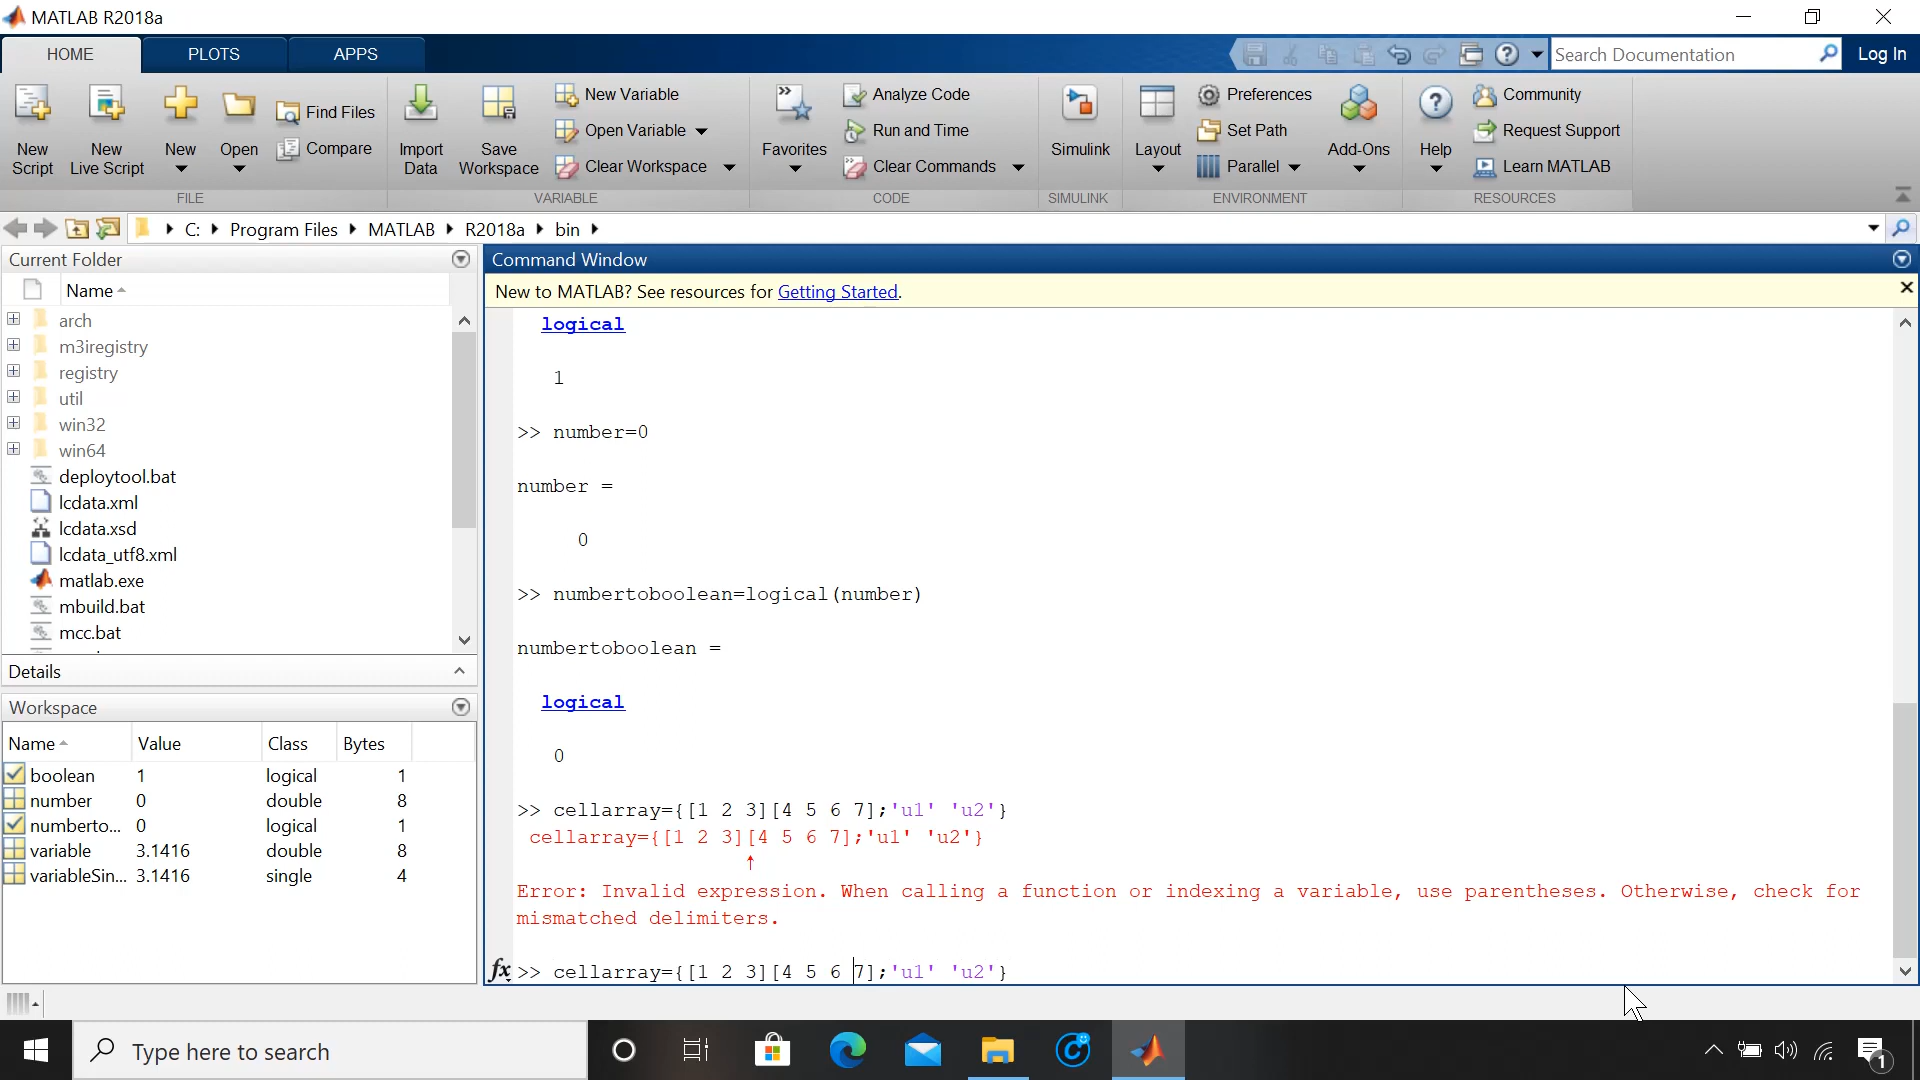 MATLAB R2018a
HOME PLOTS APPS
Search Documentation Log In
New Script
New Live Script
New
Open
Find Files
Compare
FILE
Import Data
Save Workspace
New Variable
Open Variable
Clear Workspace
VARIABLE
Favorites
Analyze Code
Run and Time
Clear Commands
CODE
Simulink
SIMULINK
Layout
Preferences
Set Path
Parallel
Add-Ons
ENVIRONMENT
Help
Community
Request Support
Learn MATLAB
RESOURCES
C: Program Files MATLAB R2018a bin
Current Folder
Name
arch
m3iregistry
registry
util
win32
win64
deploytool.bat
lcdata.xml
lcdata.xsd
lcdata_utf8.xml
matlab.exe
mbuild.bat
mcc.bat
Details
Workspace
Name Value Class Bytes
boolean 1 logical 1
number 0 double 8
numberto... 0 logical 1
variable 3.1416 double 8
variableSin... 3.1416 single 4
Command Window
New to MATLAB? See resources for Getting Started.
logical
1
>> number=0
number =
0
>> numbertoboolean=logical(number)
numbertoboolean =
logical
0
>> cellarray={[1 2 3][4 5 6 7];'u1' 'u2'}
cellarray={[1 2 3][4 5 6 7];'u1' 'u2'}
↑
Error: Invalid expression. When calling a function or indexing a variable, use parentheses. Otherwise, check for
mismatched delimiters.
fx >> cellarray={[1 2 3][4 5 6 7];'u1' 'u2'}
Type here to search
1